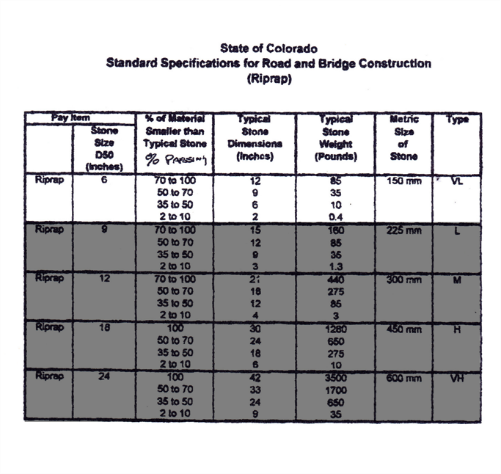 State of Colorado
Standard Specifications for Road and Bridge Construction
(Riprap)
Pay Item % of Material Typical Typical Metric Type
Stone Smaller than Stone Stone Size
Size Typical Stone Dimensions Weight of
D50 % PASSING (Inches) (Pounds) Stone
(Inches)
Riprap 6 70 to 100 12 85 150 mm VL
50 to 70 9 35
35 to 50 6 10
2 to 10 2 0.4
Riprap 9 70 to 100 15 160 225 mm L
50 to 70 12 85
35 to 50 9 35
2 to 10 3 1.3
Riprap 12 70 to 100 21 440 300 mm M
50 to 70 18 275
35 to 50 12 85
2 to 10 4 3
Riprap 18 100 30 1280 450 mm H
50 to 70 24 650
35 to 50 18 275
2 to 10 6 10
Riprap 24 100 42 3500 600 mm VH
50 to 70 33 1700
35 to 50 24 650
2 to 10 9 35